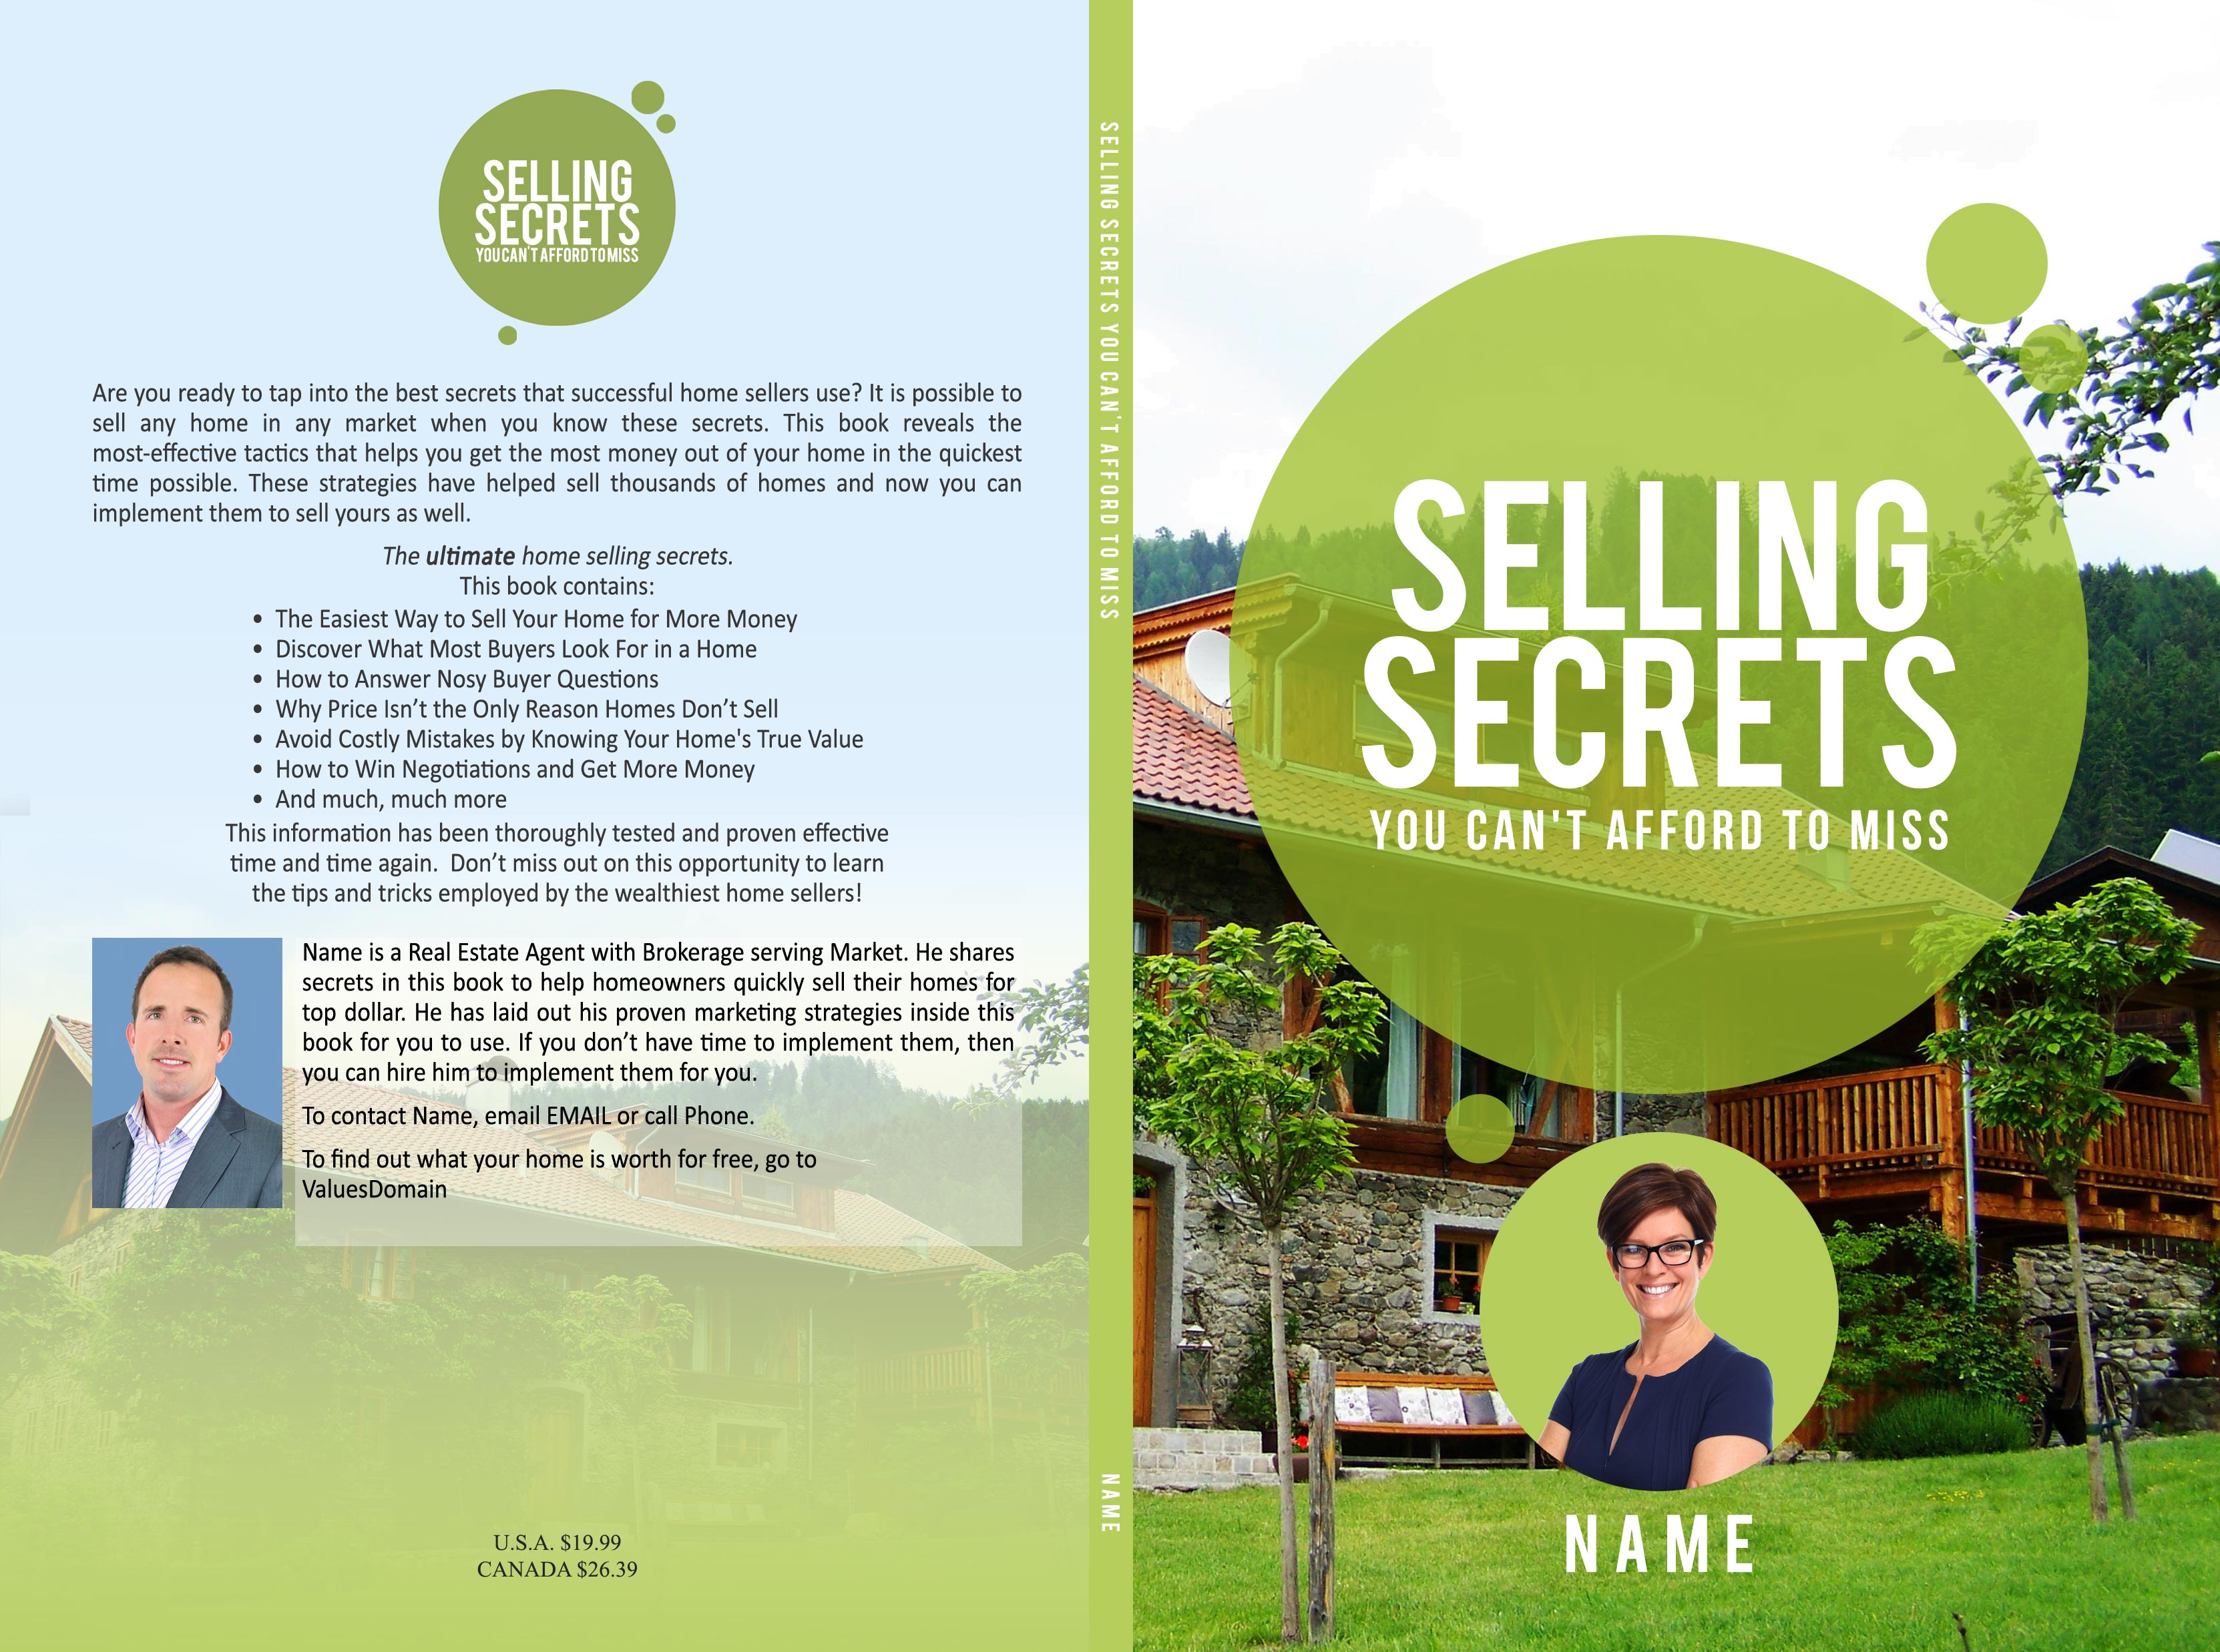 SELLING
SECRETS
YOU CAN'T AFFORD TO MISS
Are you ready to tap into the best secrets that successful home sellers use? It is possible to
sell any home in any market when you know these secrets. This book reveals the
most-effective tactics that helps you get the most money out of your home in the quickest
time possible. These strategies have helped sell thousands of homes and now you can
implement them to sell yours as well.
The ultimate home selling secrets.
This book contains:
• The Easiest Way to Sell Your Home for More Money
• Discover What Most Buyers Look For in a Home
• How to Answer Nosy Buyer Questions
• Why Price Isn’t the Only Reason Homes Don’t Sell
• Avoid Costly Mistakes by Knowing Your Home's True Value
• How to Win Negotiations and Get More Money
• And much, much more
This information has been thoroughly tested and proven effective
time and time again.  Don’t miss out on this opportunity to learn
the tips and tricks employed by the wealthiest home sellers!
Name is a Real Estate Agent with Brokerage serving Market. He shares
secrets in this book to help homeowners quickly sell their homes for
top dollar. He has laid out his proven marketing strategies inside this
book for you to use. If you don’t have time to implement them, then
you can hire him to implement them for you.
To contact Name, email EMAIL or call Phone.
To find out what your home is worth for free, go to
ValuesDomain
U.S.A. $19.99
CANADA $26.39
SELLING SECRETS YOU CAN'T AFFORD TO MISS
NAME
SELLING
SECRETS
YOU CAN'T AFFORD TO MISS
NAME